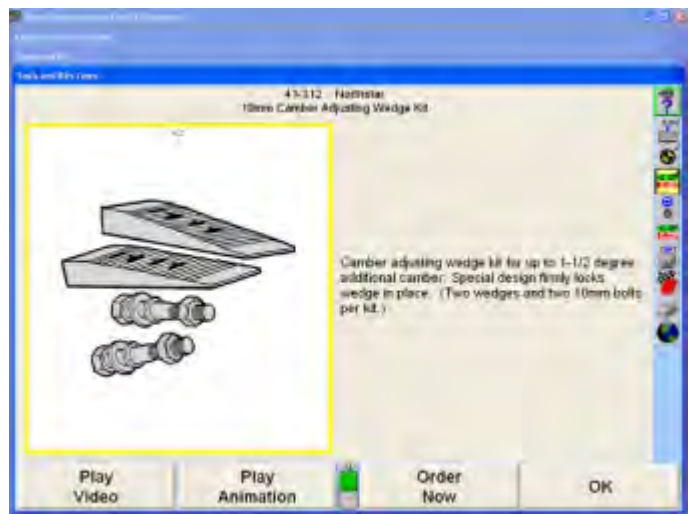 41-312 Northstar
10mm Camber Adjusting Wedge Kit
Camber adjusting wedge kit for up to 1-1/2 degree
additional camber. Special design firmly locks
wedge in place. (Two wedges and two 10mm bolts
per kit.)
Play
Video
Play
Animation
Order
Now
OK